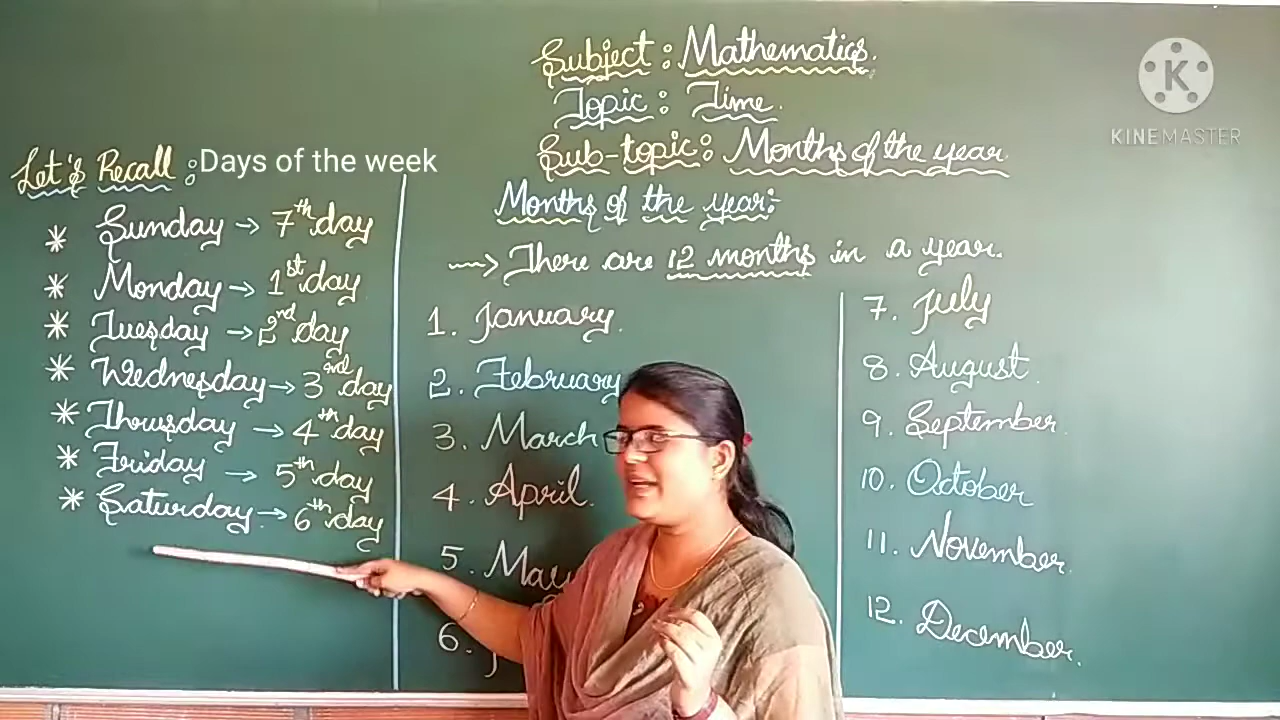 Subject : Mathematics.
Topic : Time.
Sub-topic : Months of the year.
KINEMASTER
Let's Recall : Days of the week
* Sunday → 7th day
* Monday → 1st day
* Tuesday → 2nd day
* Wednesday → 3rd day
* Thursday → 4th day
* Friday → 5th day
* Saturday → 6th day
Months of the year:-
→ There are 12 months in a year.
1. January.
2. February
3. March
4. April.
5. May
6.
7. July
8. August.
9. September.
10. October
11. November.
12. December.